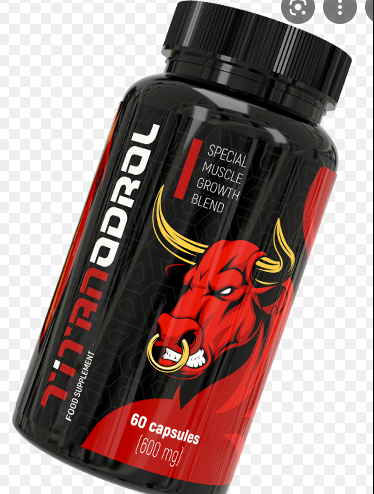 TITANODROL
FOOD SUPPLEMENT
SPECIAL
MUSCLE
GROWTH
BLEND
60 capsules
(600 mg)